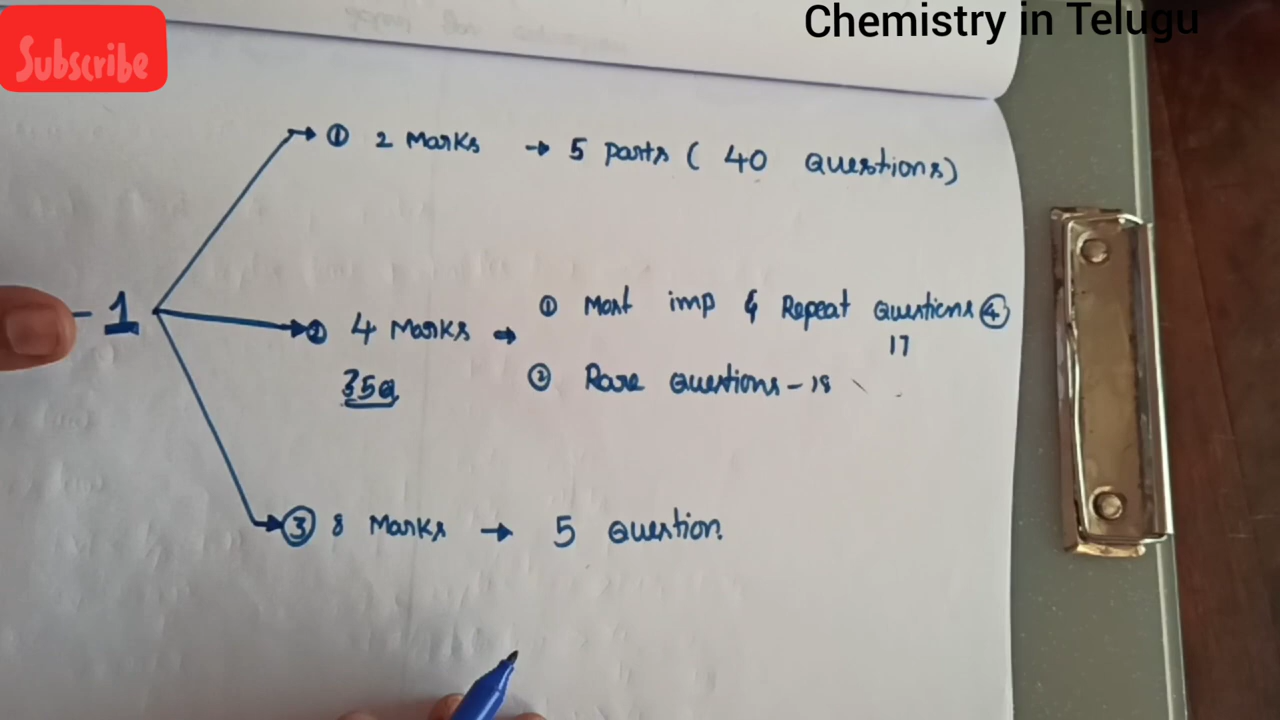 Chemistry in Telugu
Subscribe
① 2 Marks → 5 parts ( 40 Questions)
- 1
② 4 Marks →
35Q
① Most imp & Repeat Questions ④
17
② Rare Questions - 18
③ 8 Marks → 5 Question